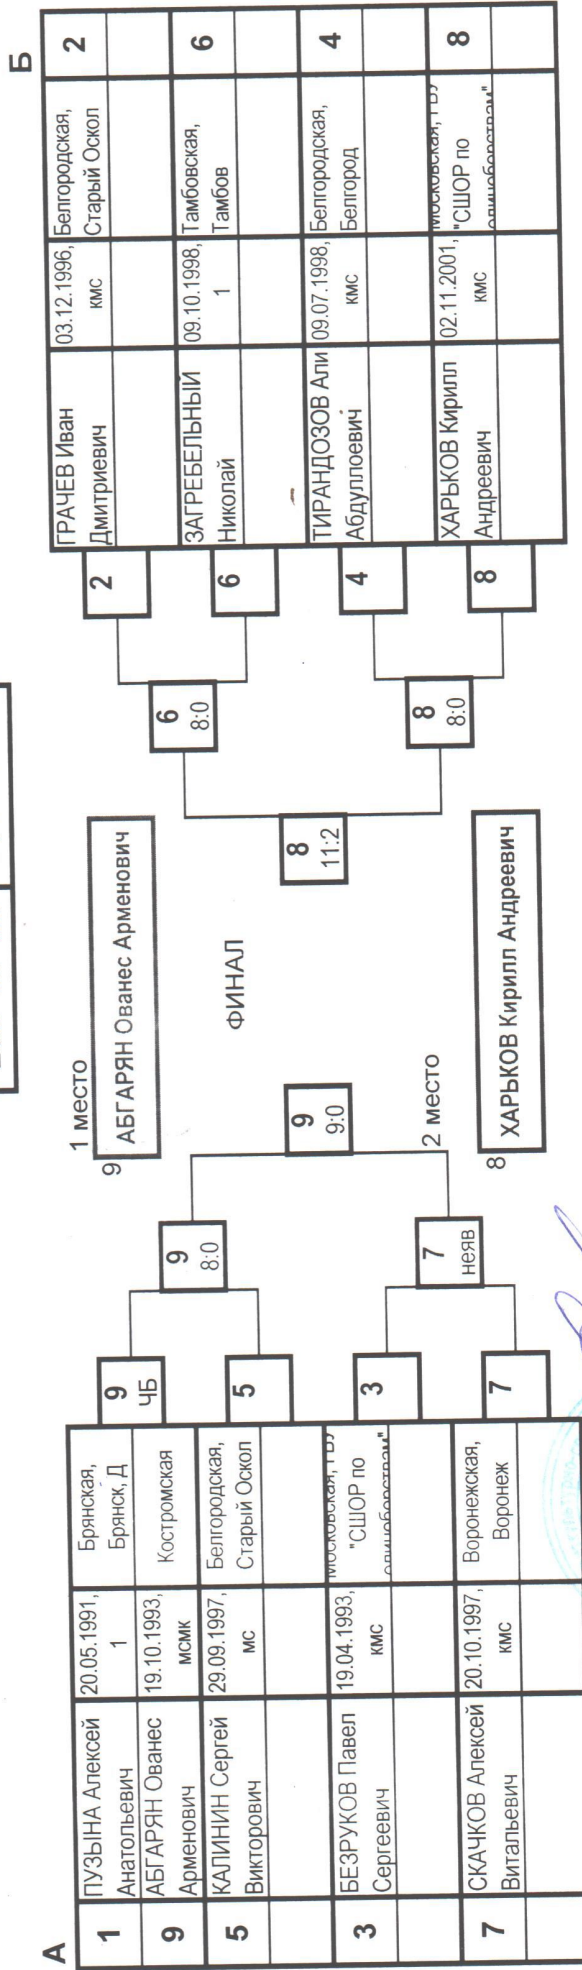 А
1
ПУЗЫНА Алексей
Анатольевич
20.05.1991,
1
Брянская,
Брянск, Д
9
АБГАРЯН Ованес
Арменович
19.10.1993,
мсмк
Костромская
5
КАЛИНИН Сергей
Викторович
29.09.1997,
мс
Белгородская,
Старый Оскол
3
БЕЗРУКОВ Павел
Сергеевич
19.04.1993,
кмс
"СШОР по
7
СКАЧКОВ Алексей
Витальевич
20.10.1997,
кмс
Воронежская,
Воронеж
9
ЧБ
5
3
7
9
8:0
7
неяв
9
9:0
1 место
9
АБГАРЯН Ованес Арменович
ФИНАЛ
2 место
8
ХАРЬКОВ Кирилл Андреевич
8
11:2
6
8:0
8
8:0
2
6
4
8
Б
ГРАЧЕВ Иван
Дмитриевич
03.12.1996,
кмс
Белгородская,
Старый Оскол
2
ЗАГРЕБЕЛЬНЫЙ
Николай
09.10.1998,
1
Тамбовская,
Тамбов
6
ТИРАНДОЗОВ Али
Абдуллоевич
09.07.1998,
кмс
Белгородская,
Белгород
4
ХАРЬКОВ Кирилл
Андреевич
02.11.2001,
кмс
"СШОР по
8